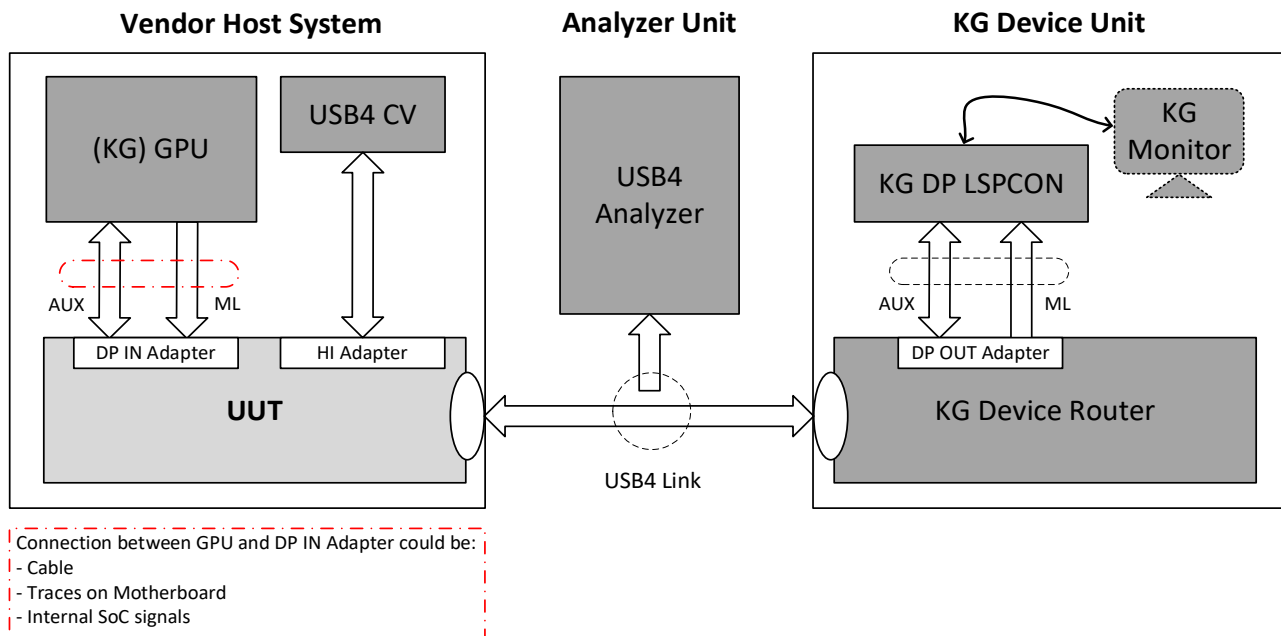 Vendor Host System
Analyzer Unit
KG Device Unit
(KG) GPU
USB4 CV
USB4
Analyzer
KG DP LSPCON
KG
Monitor
AUX
ML
AUX
ML
DP IN Adapter
HI Adapter
DP OUT Adapter
UUT
KG Device Router
USB4 Link
Connection between GPU and DP IN Adapter could be:
- Cable
- Traces on Motherboard
- Internal SoC signals